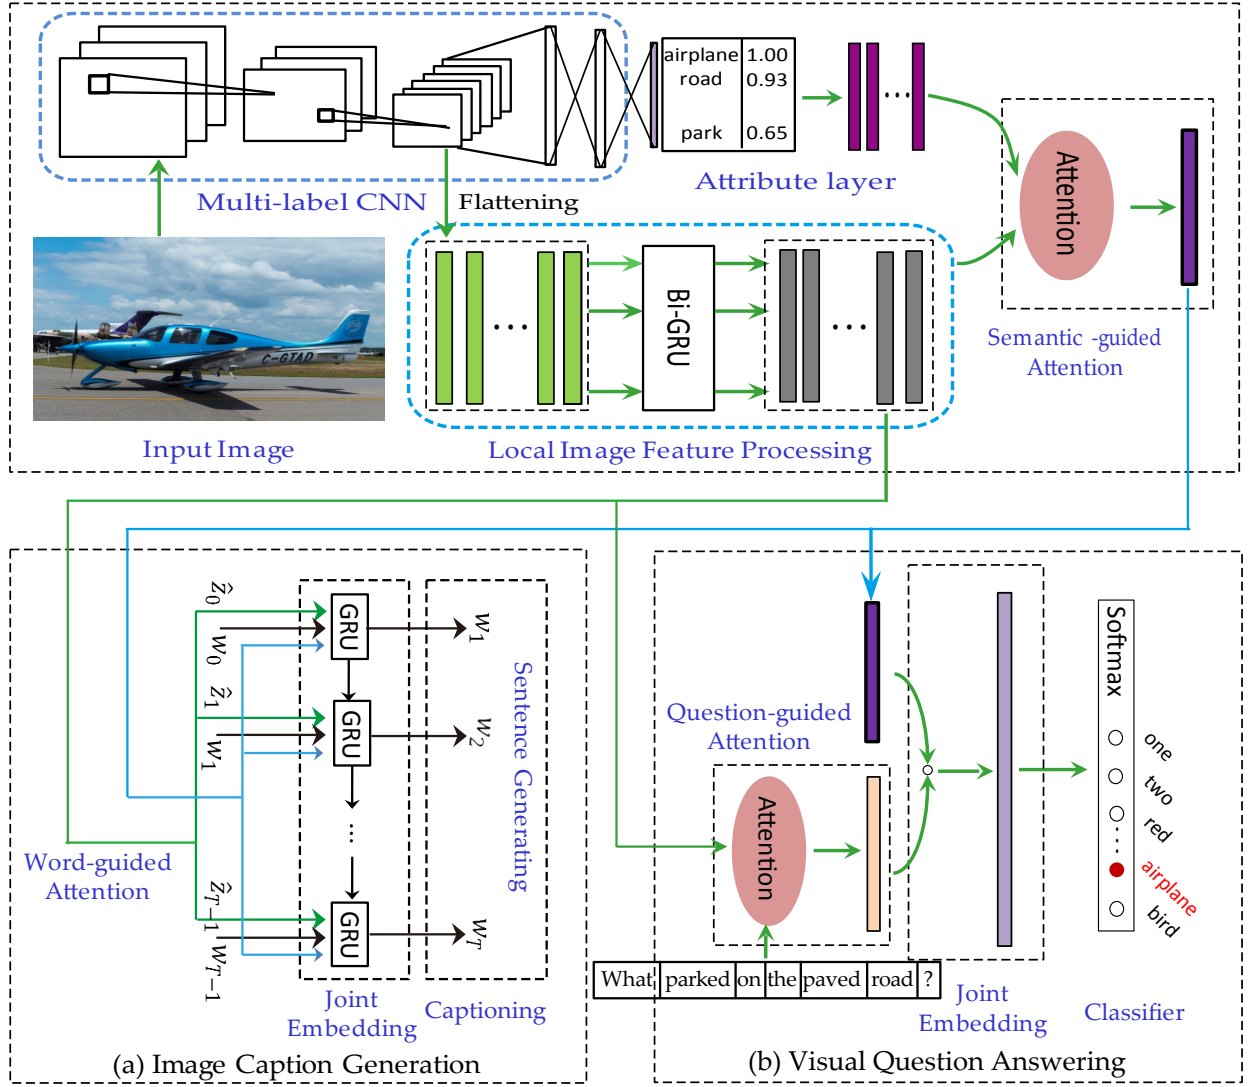 airplane 1.00
road 0.93
park 0.65
Multi-label CNN
Flattening
Attribute layer
Attention
Semantic -guided
Attention
C-GTAD
Bi-GRU
Input Image
Local Image Feature Processing
ẑ0
w0
GRU
w1
ẑ1
w1
GRU
w2
Sentence Generating
Word-guided
Attention
ẑT−1
wT−1
GRU
wT
Joint
Embedding
Captioning
(a) Image Caption Generation
Question-guided
Attention
Attention
Softmax
one
two
red
airplane
bird
What parked on the paved road ?
Joint
Embedding
Classifier
(b) Visual Question Answering